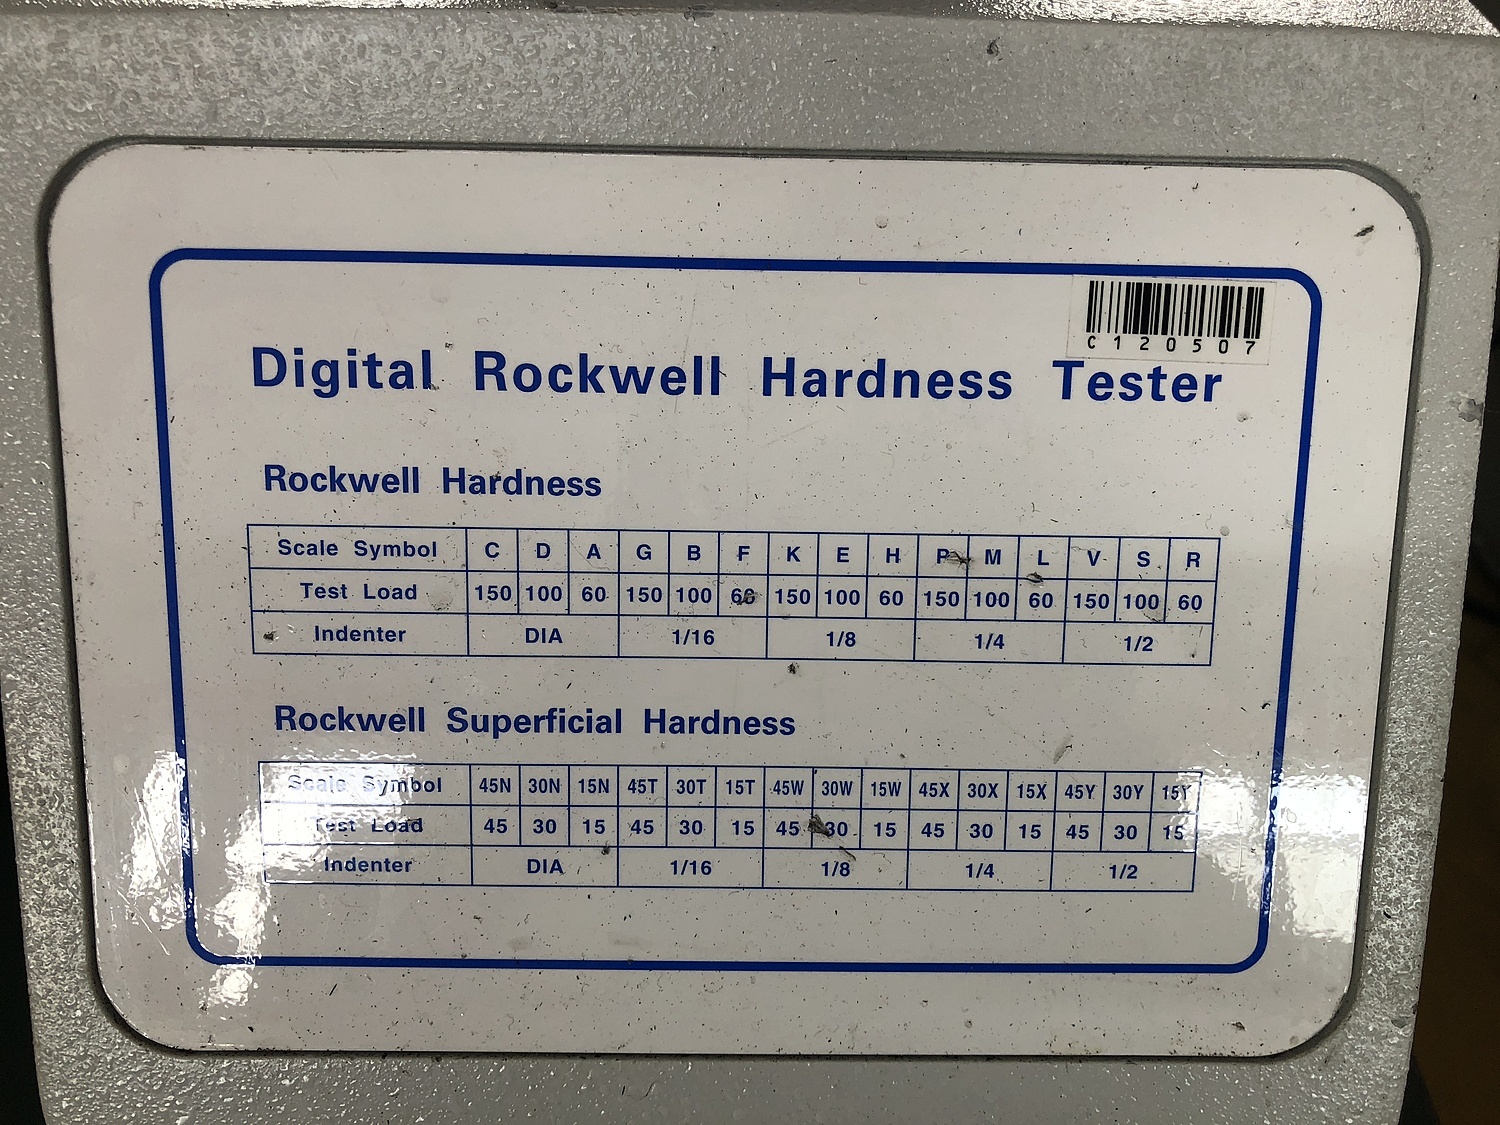 C120507
Digital Rockwell Hardness Tester
Rockwell Hardness
Scale Symbol C D A G B F K E H P M L V S R
Test Load 150 100 60 150 100 60 150 100 60 150 100 60 150 100 60
Indenter DIA 1/16 1/8 1/4 1/2
Rockwell Superficial Hardness
Scale Symbol 45N 30N 15N 45T 30T 15T 45W 30W 15W 45X 30X 15X 45Y 30Y 15Y
Test Load 45 30 15 45 30 15 45 30 15 45 30 15 45 30 15
Indenter DIA 1/16 1/8 1/4 1/2